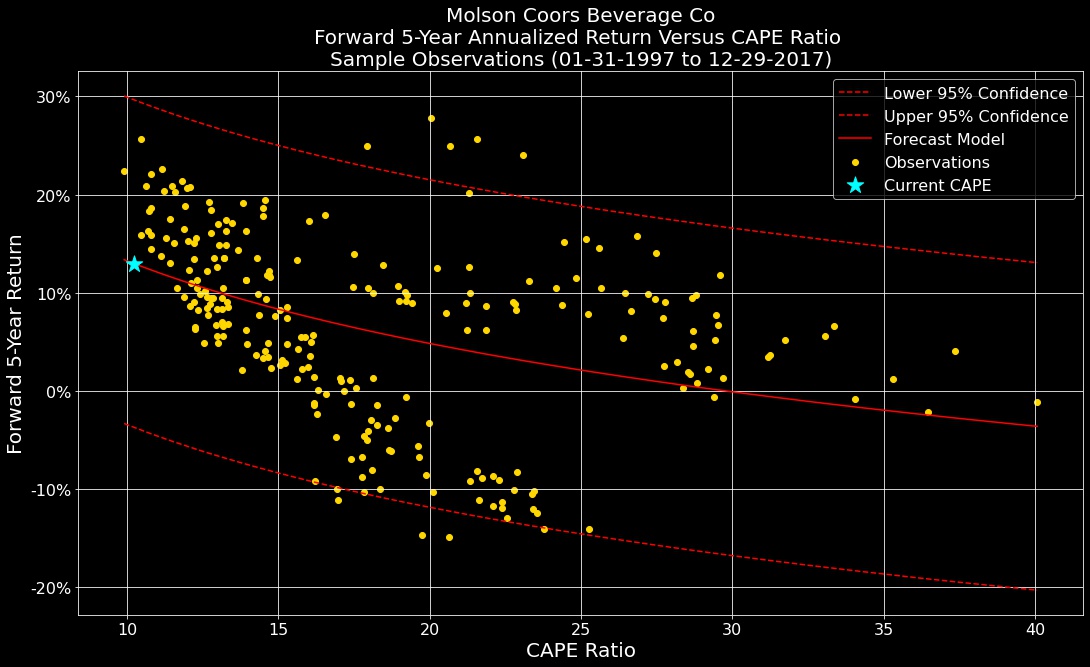 Molson Coors Beverage Co
Forward 5-Year Annualized Return Versus CAPE Ratio
Sample Observations (01-31-1997 to 12-29-2017)
Lower 95% Confidence
Upper 95% Confidence
Forecast Model
Observations
Current CAPE
Forward 5-Year Return
30%
20%
10%
0%
-10%
-20%
10 15 20 25 30 35 40
CAPE Ratio